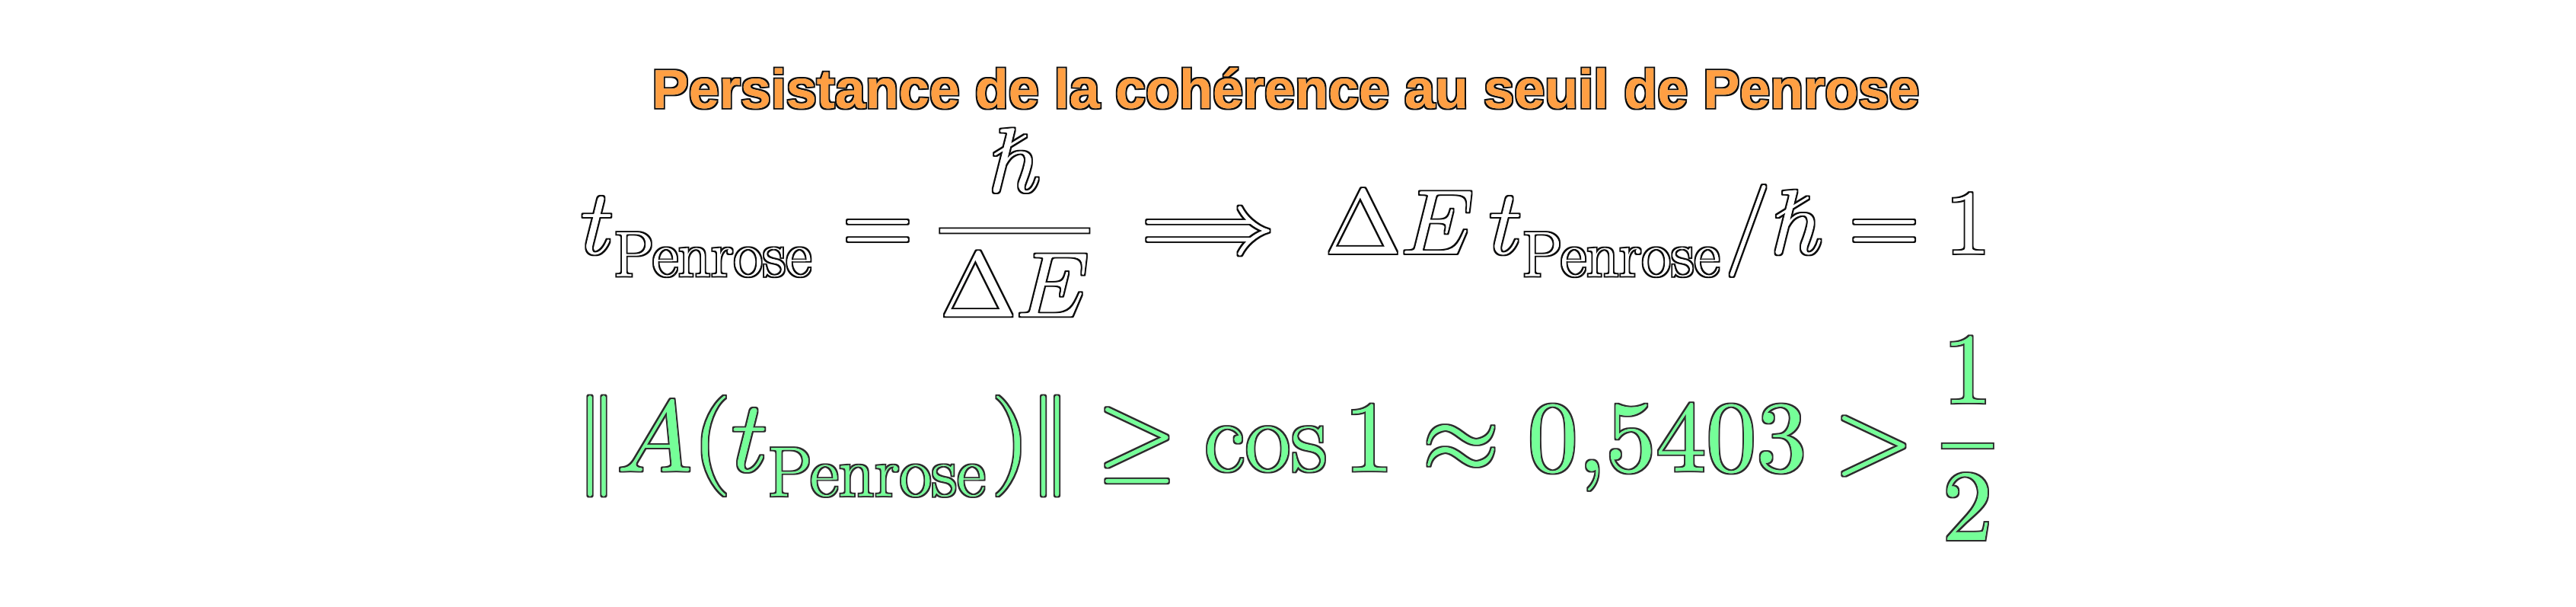 Persistance de la cohérence au seuil de Penrose
t_Penrose = ℏ/ΔE ⟹ ΔE t_Penrose/ℏ = 1
‖A(t_Penrose)‖ ≥ cos 1 ≈ 0,5403 > 1/2